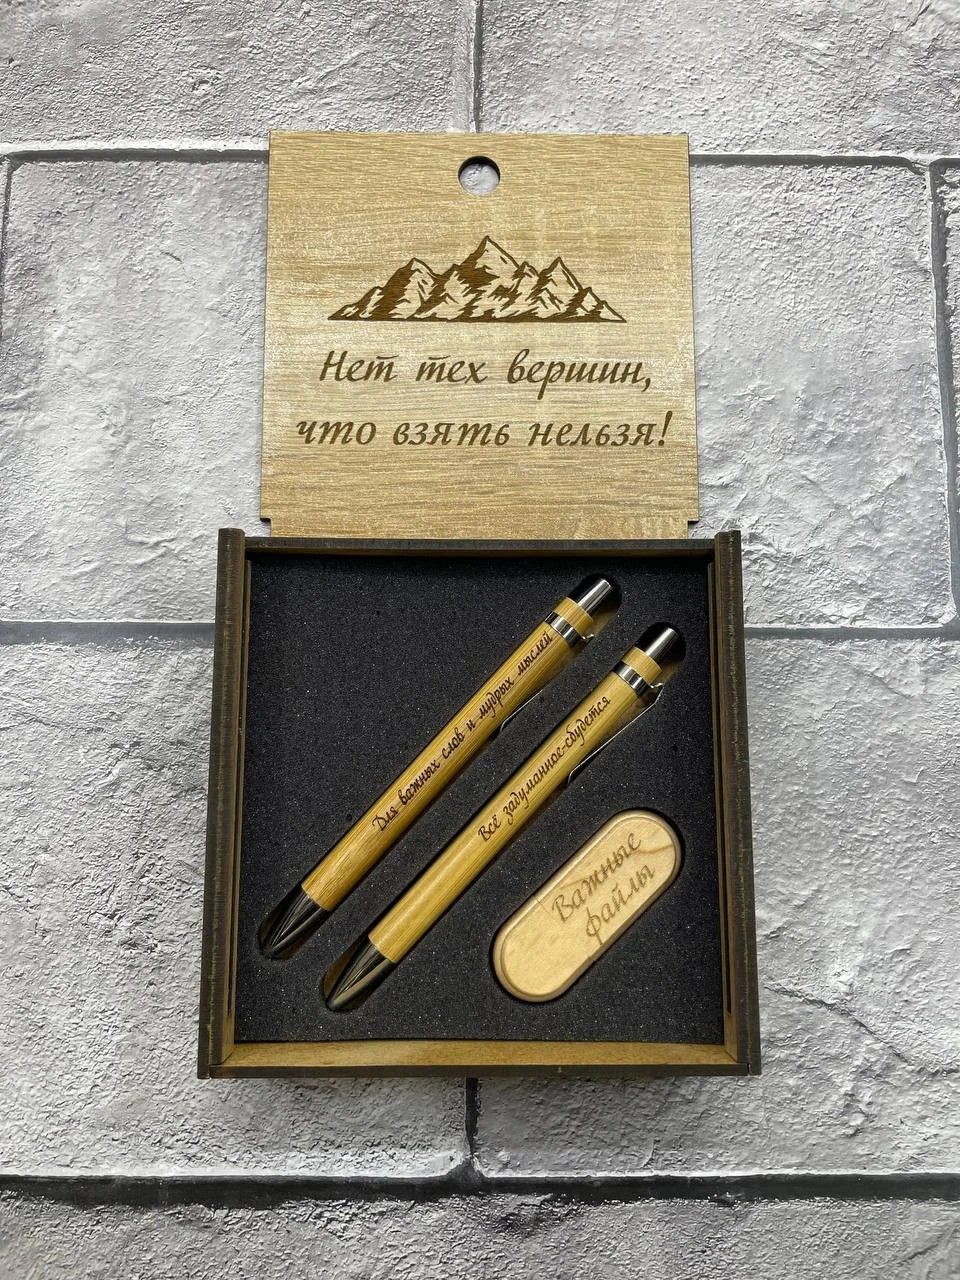 Нет тех вершин,
что взять нельзя!
Для важных слов и мудрых мыслей
Всё задуманное-сбудется
Важные
файлы